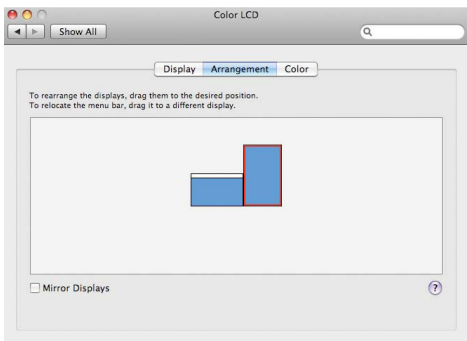 Color LCD
Show All
Display Arrangement Color
To rearrange the displays, drag them to the desired position.
To relocate the menu bar, drag it to a different display.
Mirror Displays
?